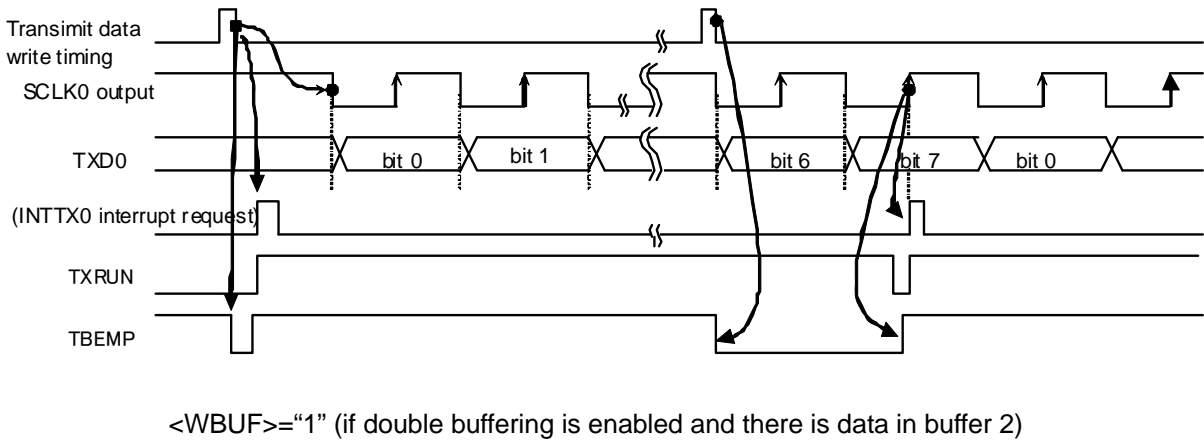 Transimit data
write timing
SCLK0 output
TXD0
bit 0
bit 1
bit 6
bit 7
bit 0
(INTTX0 interrupt request)
TXRUN
TBEMP
<WBUF>=“1” (if double buffering is enabled and there is data in buffer 2)